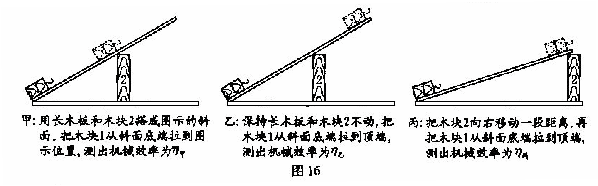 2
2
2
甲:用长木板和木块2搭成图示的斜
面,把木块1从斜面底端拉到图
示位置,测出机械效率为η甲
乙:保持长木板和木块2不动,把
木块1从斜面底端拉到顶端,
测出机械效率为η乙
丙:把木块2向右移动一段距离,再
把木块1从斜面底端拉到顶端,
测出机械效率为η丙
图16